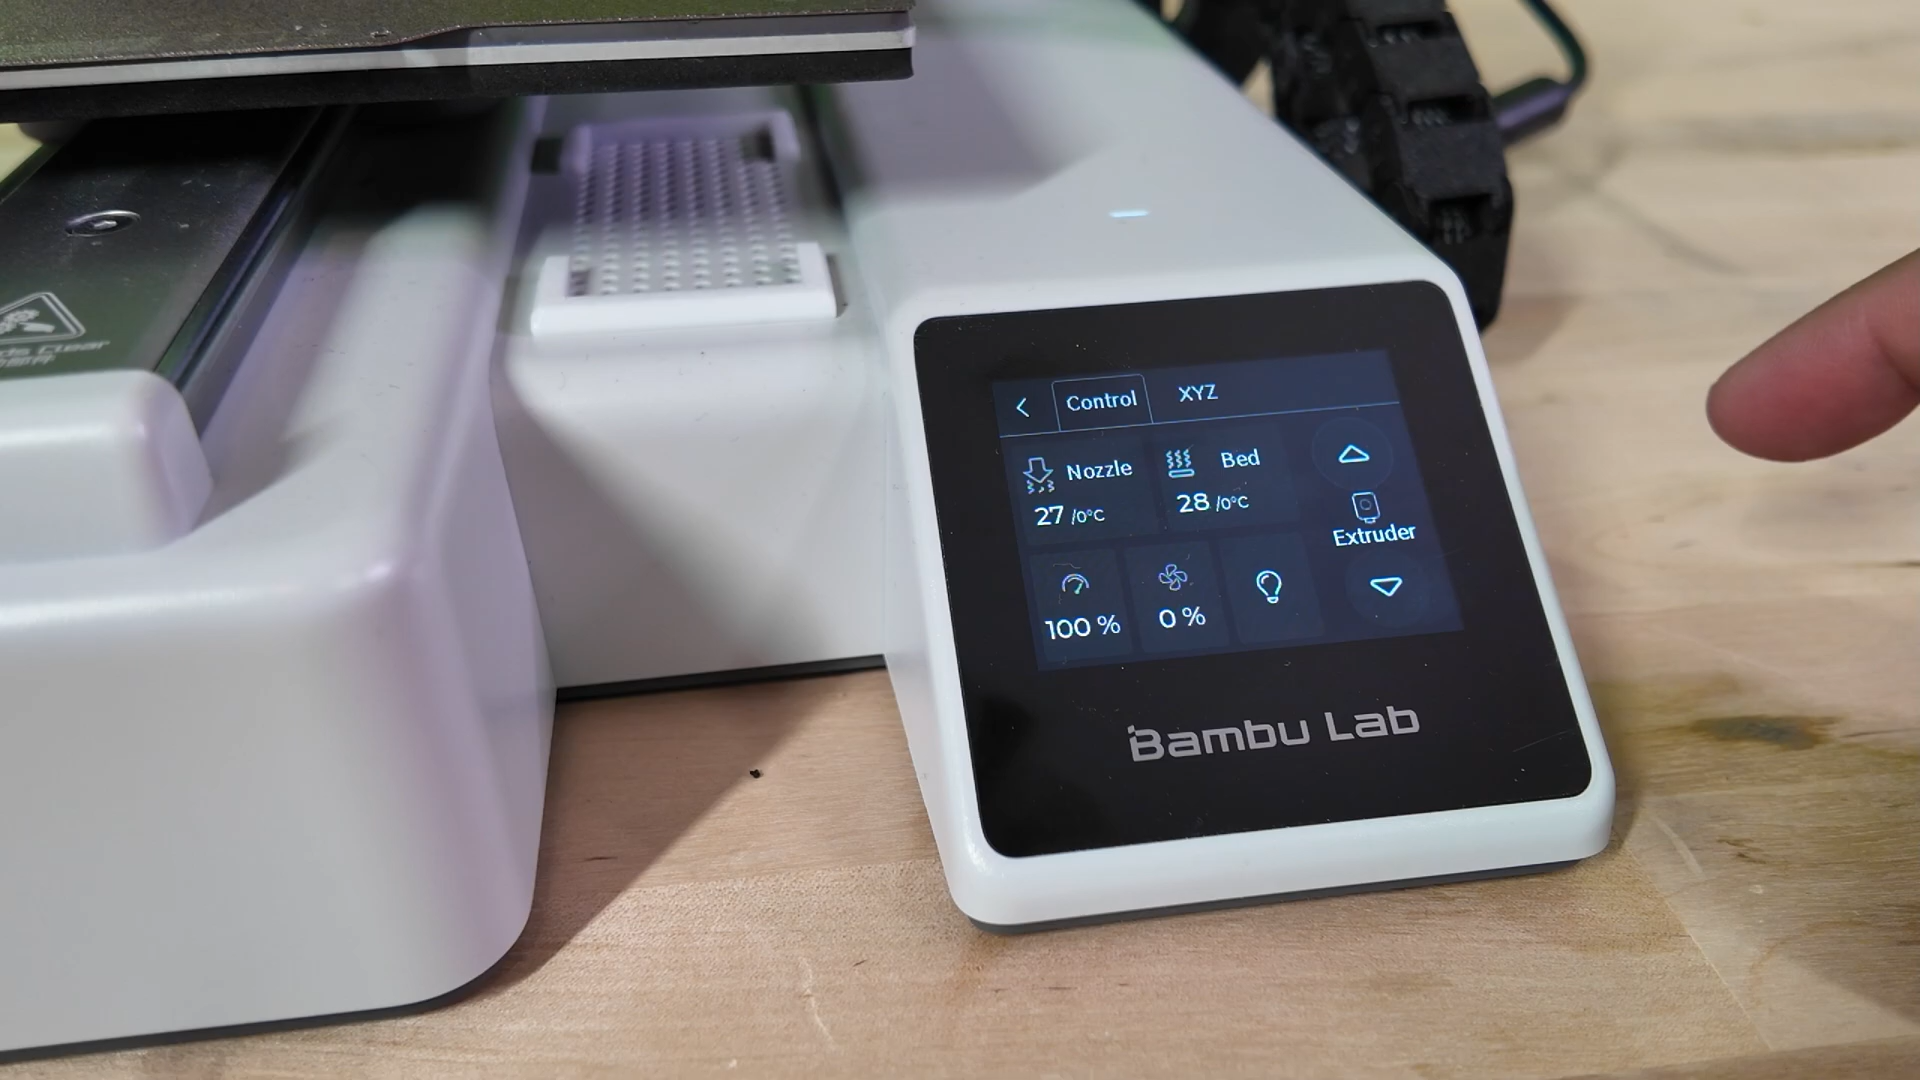 Control
XYZ
Nozzle
27 /0°C
Bed
28 /0°C
Extruder
100 %
0 %
Bambu Lab